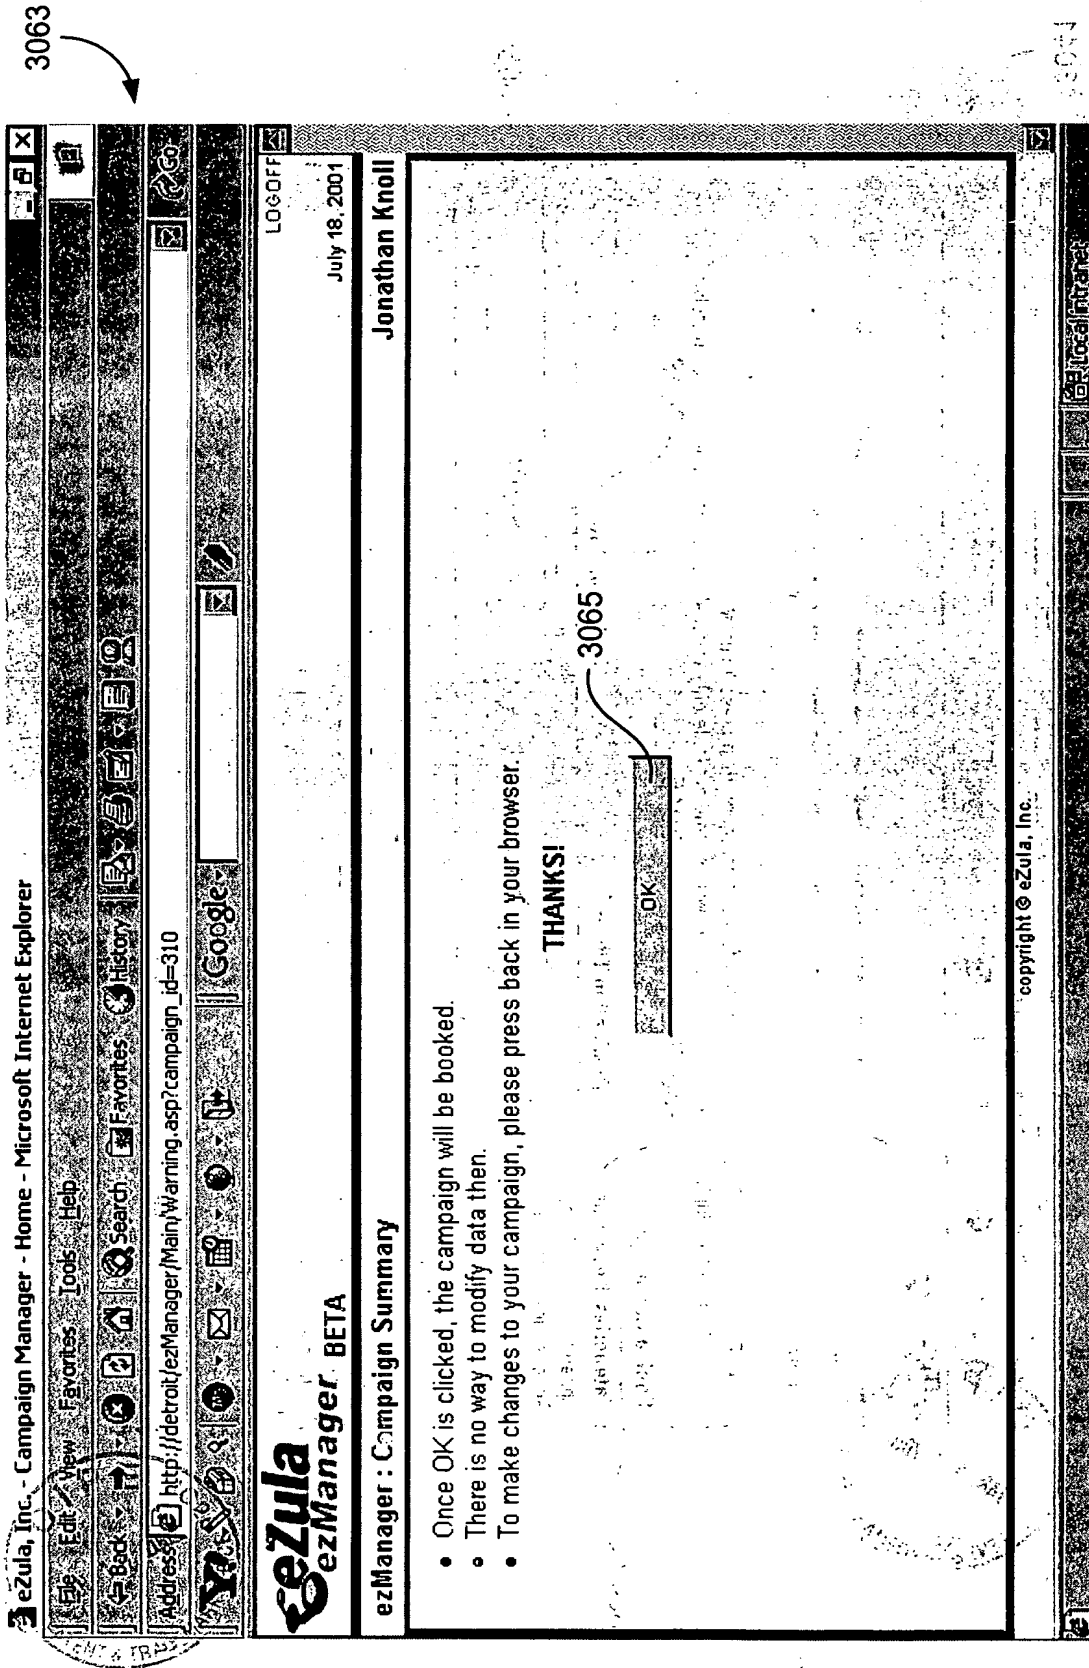 3063
eZula, Inc. - Campaign Manager - Home - Microsoft Internet Explorer
File Edit View Favorites Tools Help
Back Search Favorites History
Address http://detroit/ezManager/Main/Warning.asp?campaign_id=310 Go
Y! Google
eZula
ezManager BETA
LOGOFF
July 18, 2001
ezManager : Campaign Summary Jonathan Knoll
• Once OK is clicked, the campaign will be booked.
• There is no way to modify data then.
• To make changes to your campaign, please press back in your browser.
THANKS!
OK
3065
copyright © eZula, Inc.
Local intranet